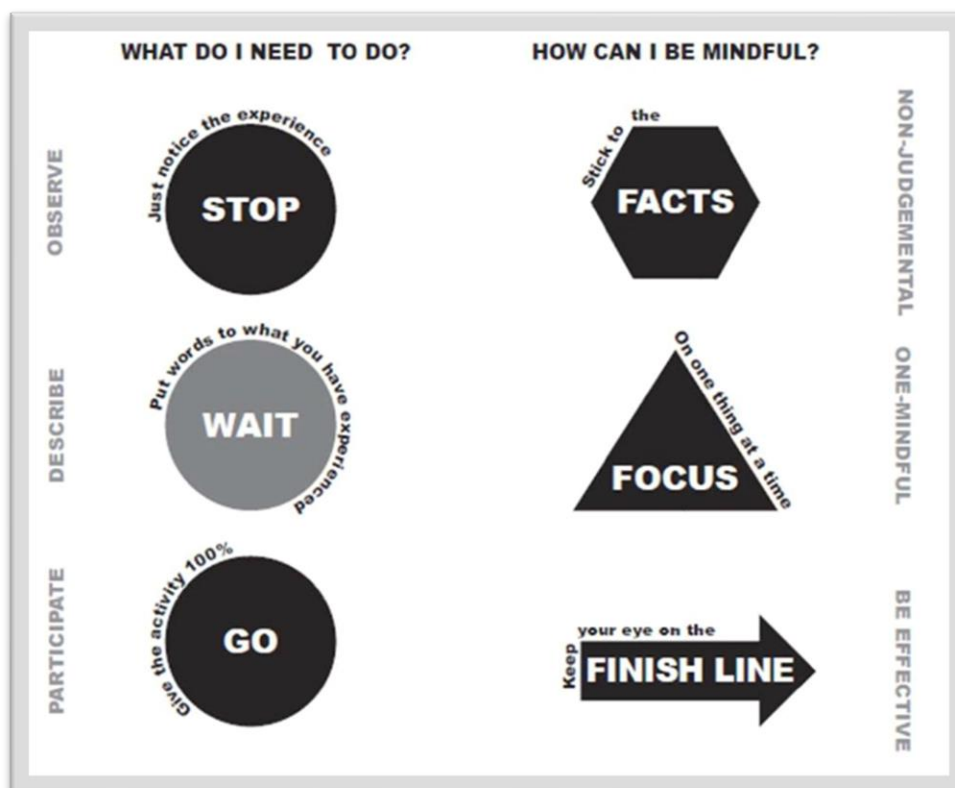 WHAT DO I NEED TO DO?
HOW CAN I BE MINDFUL?
OBSERVE
Just notice the experience
STOP
Stick to the
FACTS
NON-JUDGEMENTAL
DESCRIBE
Put words to what you have experienced
WAIT
On one thing at a time
FOCUS
ONE-MINDFUL
PARTICIPATE
Give the activity 100%
GO
Keep your eye on the
FINISH LINE
BE EFFECTIVE